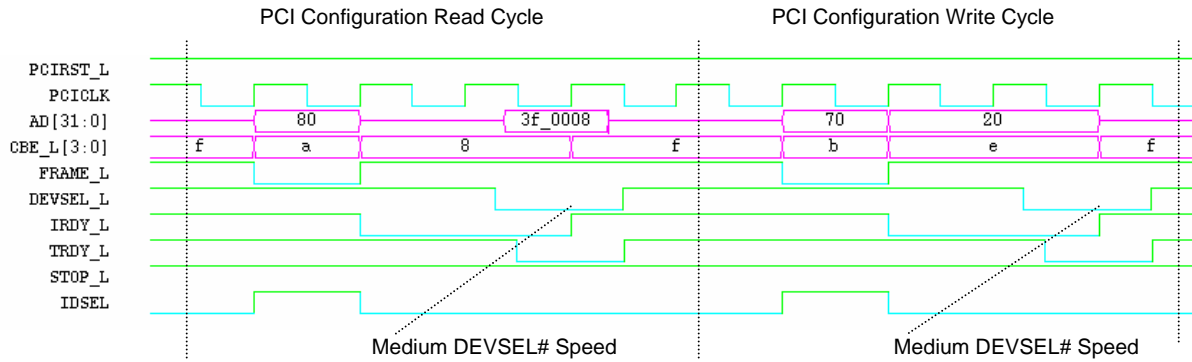 PCI Configuration Read Cycle PCI Configuration Write Cycle
PCIRST_L
PCICLK
AD[31:0] 80 3f_0008 70 20
CBE_L[3:0] f a 8 f b e f
FRAME_L
DEVSEL_L
IRDY_L
TRDY_L
STOP_L
IDSEL
Medium DEVSEL# Speed Medium DEVSEL# Speed